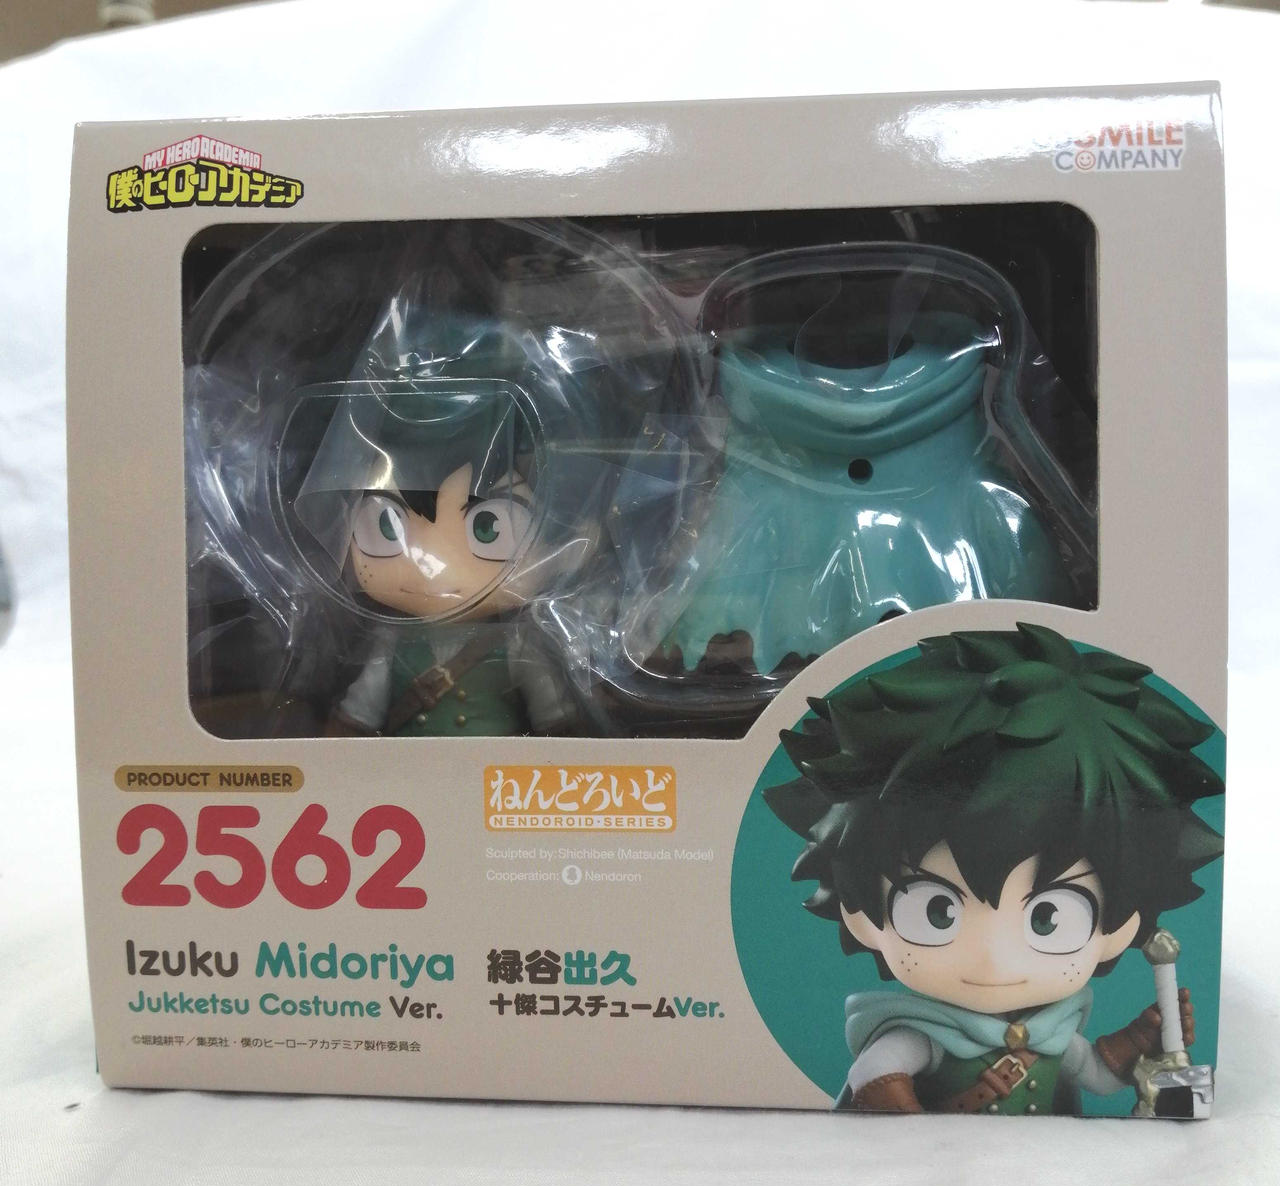 MY HERO ACADEMIA
僕のヒーローアカデミア
SMILE
COMPANY
PRODUCT NUMBER
2562
ねんどろいど
NENDOROID・SERIES
Sculpted by: Shichibee (Matsuda Model)
Cooperation: Nendoron
Izuku Midoriya
Jukketsu Costume Ver.
緑谷出久
十傑コスチュームVer.
©堀越耕平／集英社・僕のヒーローアカデミア製作委員会